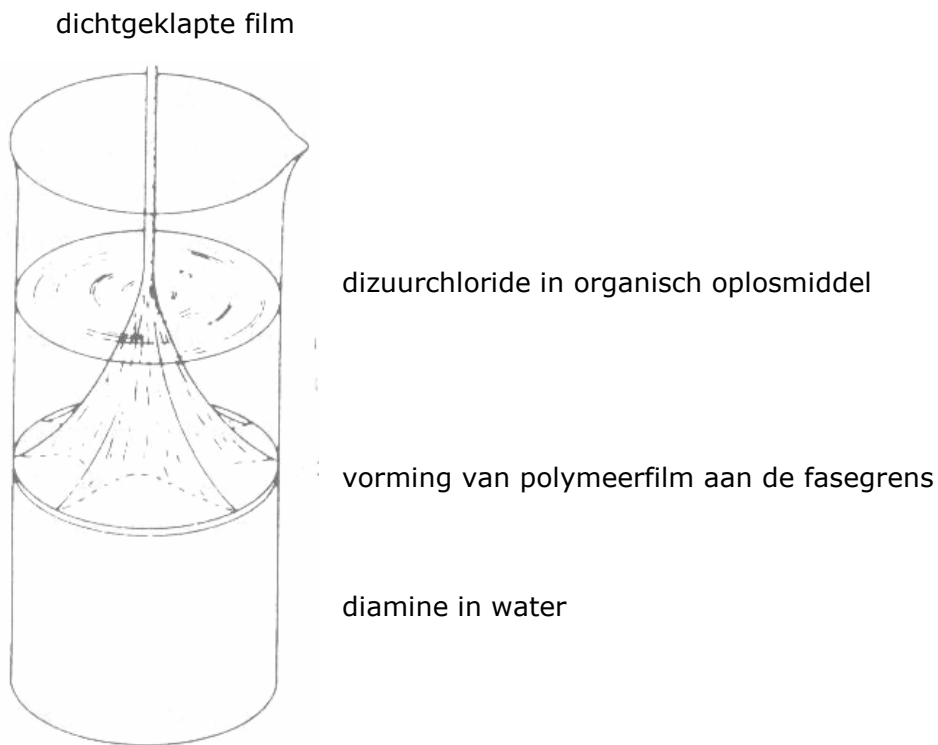 dichtgeklapte film
dizuurchloride in organisch oplosmiddel
vorming van polymeerfilm aan de fasegrens
diamine in water